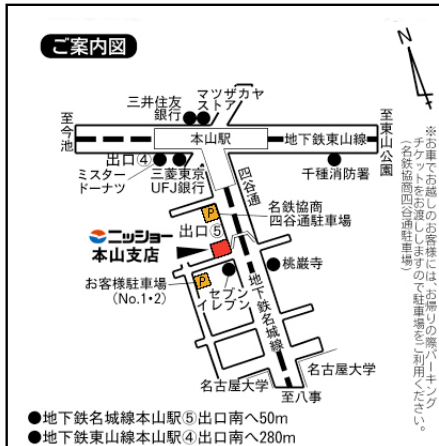 ご案内図
N
三井住友
銀行
マツザカヤ
ストア
至今池
本山駅
地下鉄東山線
至東山公園
出口④
ミスター
ドーナツ
三菱東京
UFJ銀行
四谷通
千種消防署
名鉄協商
四谷通駐車場
P
出口⑤
ニッショー
本山支店
お客様駐車場
(No.1・2)
P
セブン
イレブン
桃巌寺
地下鉄名城線
名古屋大学
名古屋大学
至八事
※お車でお越しのお客様には、お帰りの際パーキング
チケットをお渡ししますので駐車場をご利用ください。
(名鉄協商四谷通駐車場)
●地下鉄名城線本山駅⑤出口南へ50m
●地下鉄東山線本山駅④出口南へ280m